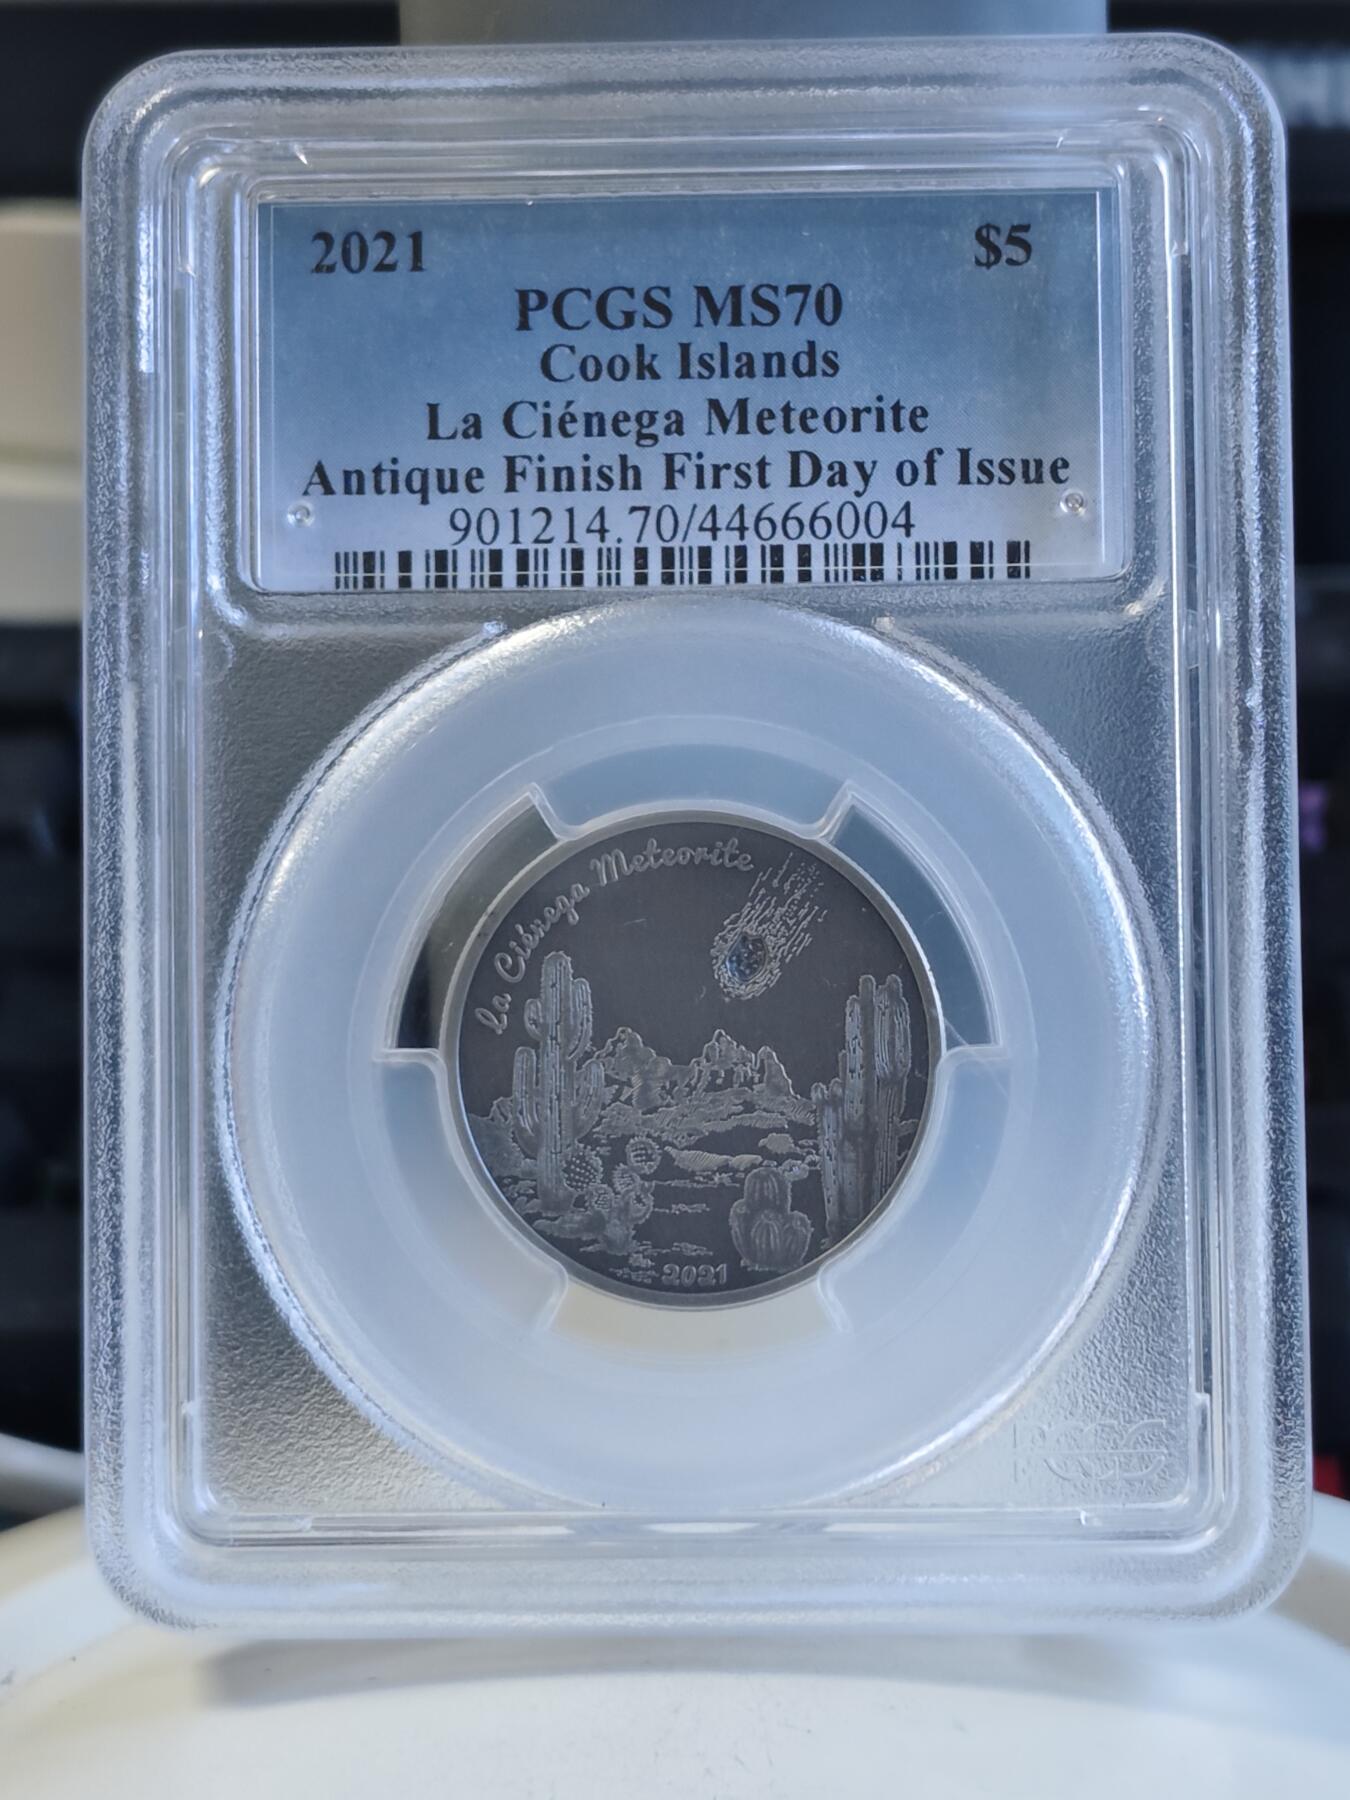 2021 $5
PCGS MS70
Cook Islands
La Ciénega Meteorite
Antique Finish First Day of Issue
901214.70/44666004
La Ciénega Meteorite
2021
PCGS